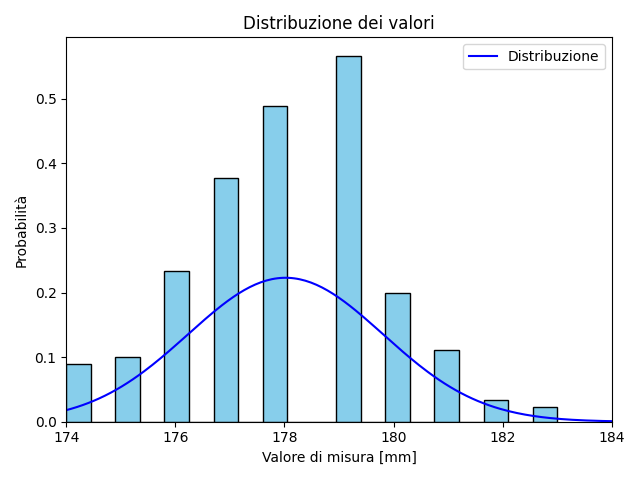 Distribuzione dei valori
Distribuzione
Probabilità
0.5
0.4
0.3
0.2
0.1
0.0
174 176 178 180 182 184
Valore di misura [mm]